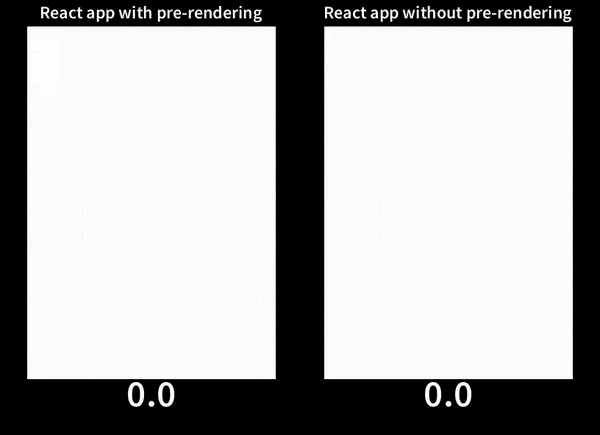 React app with pre-rendering
React app without pre-rendering
0.0
0.0